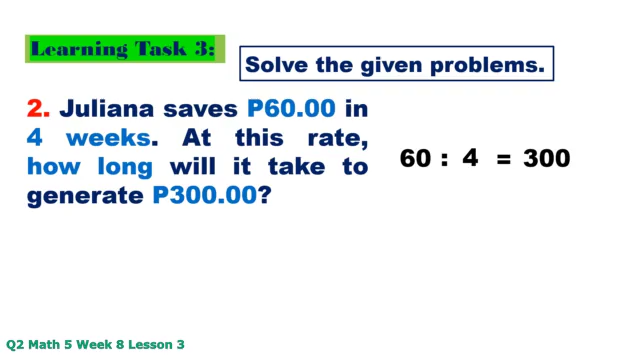 Learning Task 3:
Solve the given problems.
2. Juliana saves P60.00 in
4 weeks. At this rate,
how long will it take to
generate P300.00?
60 : 4 = 300
Q2 Math 5 Week 8 Lesson 3